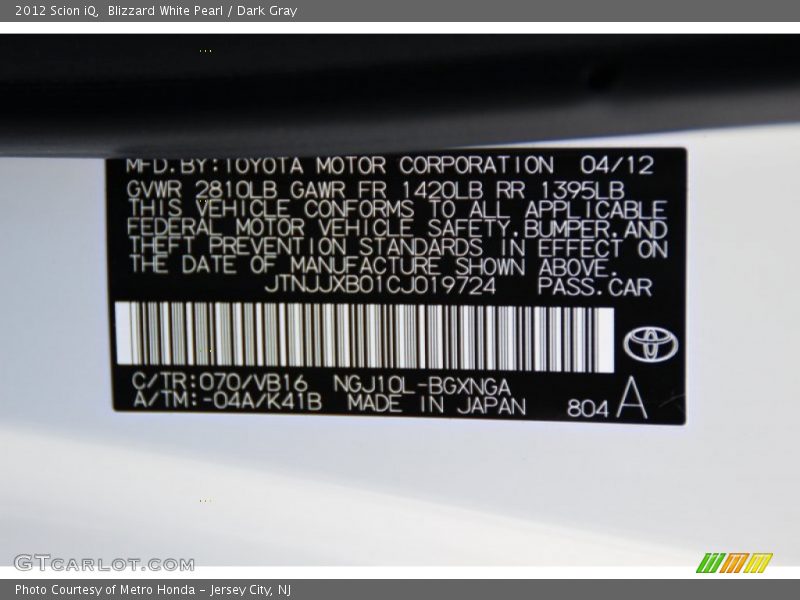 2012 Scion iQ,  Blizzard White Pearl / Dark Gray
MFD.BY:TOYOTA MOTOR CORPORATION 04/12
GVWR 2810LB GAWR FR 1420LB RR 1395LB
THIS VEHICLE CONFORMS TO ALL APPLICABLE
FEDERAL MOTOR VEHICLE SAFETY,BUMPER,AND
THEFT PREVENTION STANDARDS IN EFFECT ON
THE DATE OF MANUFACTURE SHOWN ABOVE.
JTNJJXB01CJ019724 PASS.CAR
C/TR:070/VB16 NGJ10L-BGXNGA
A/TM:-04A/K41B MADE IN JAPAN 804 A
GTCARLOT.COM
Photo Courtesy of Metro Honda – Jersey City, NJ